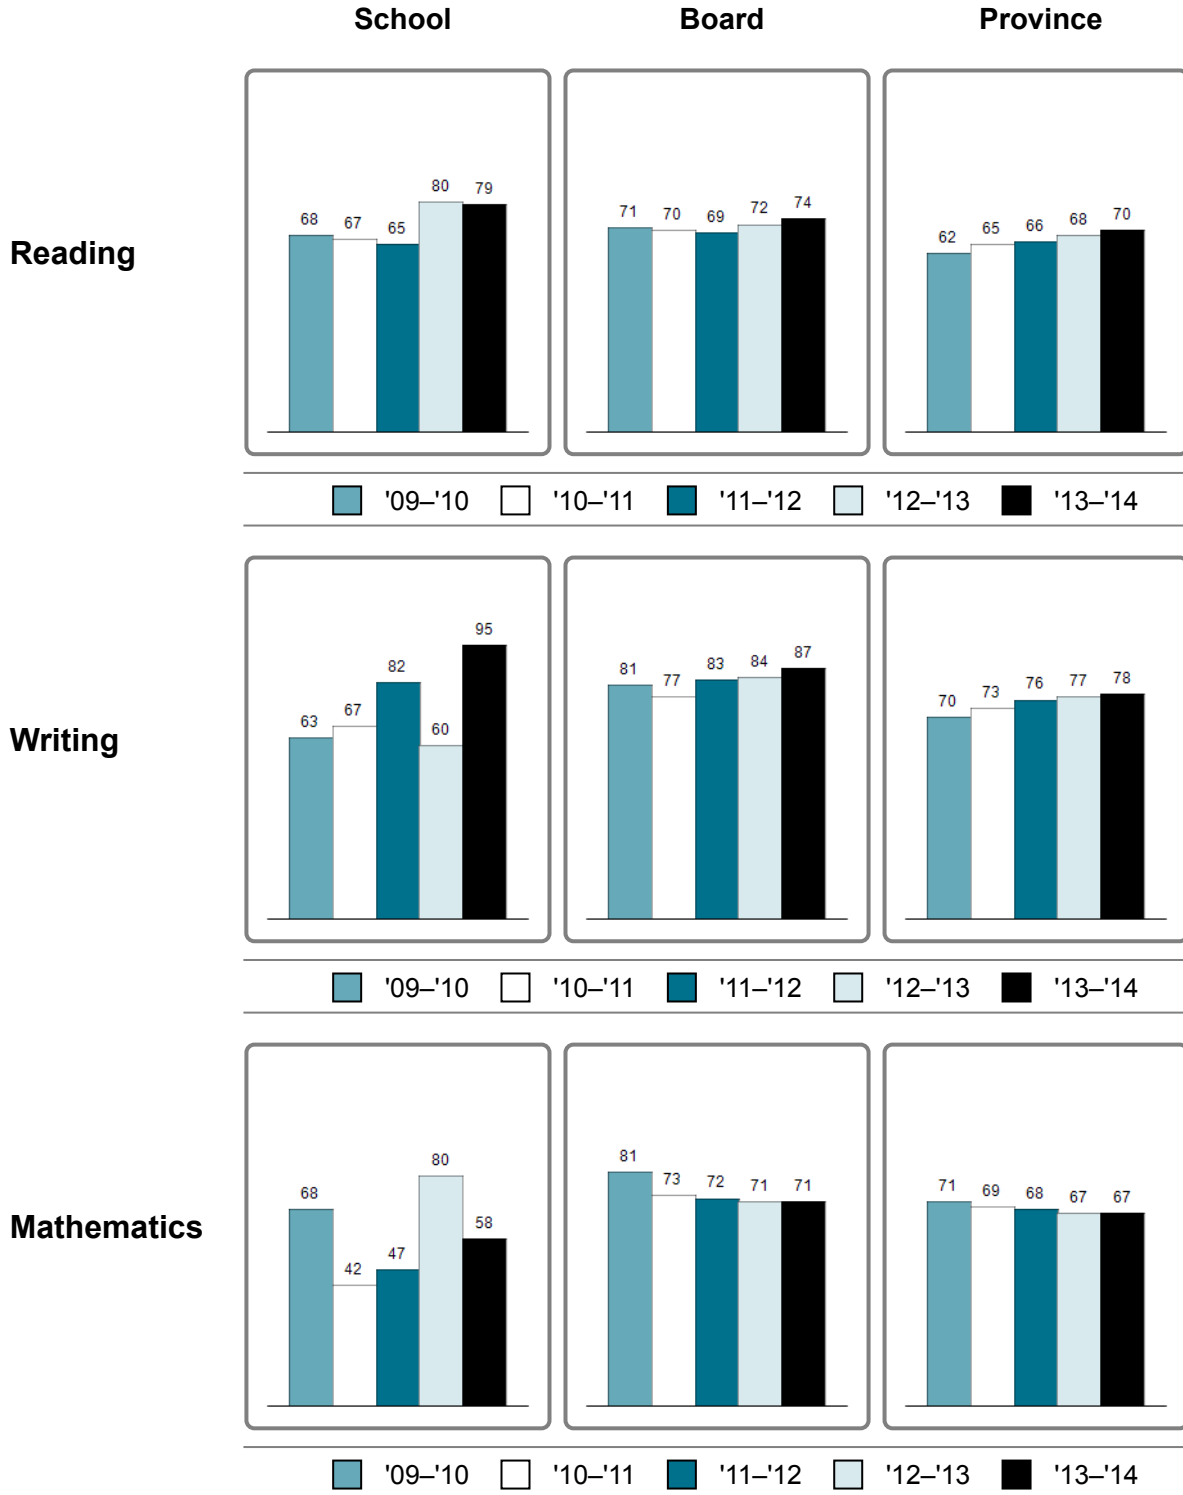 School Board Province
Reading
68 67 65 80 79
71 70 69 72 74
62 65 66 68 70
'09–'10 '10–'11 '11–'12 '12–'13 '13–'14
Writing
63 67 82 60 95
81 77 83 84 87
70 73 76 77 78
'09–'10 '10–'11 '11–'12 '12–'13 '13–'14
Mathematics
68 42 47 80 58
81 73 72 71 71
71 69 68 67 67
'09–'10 '10–'11 '11–'12 '12–'13 '13–'14